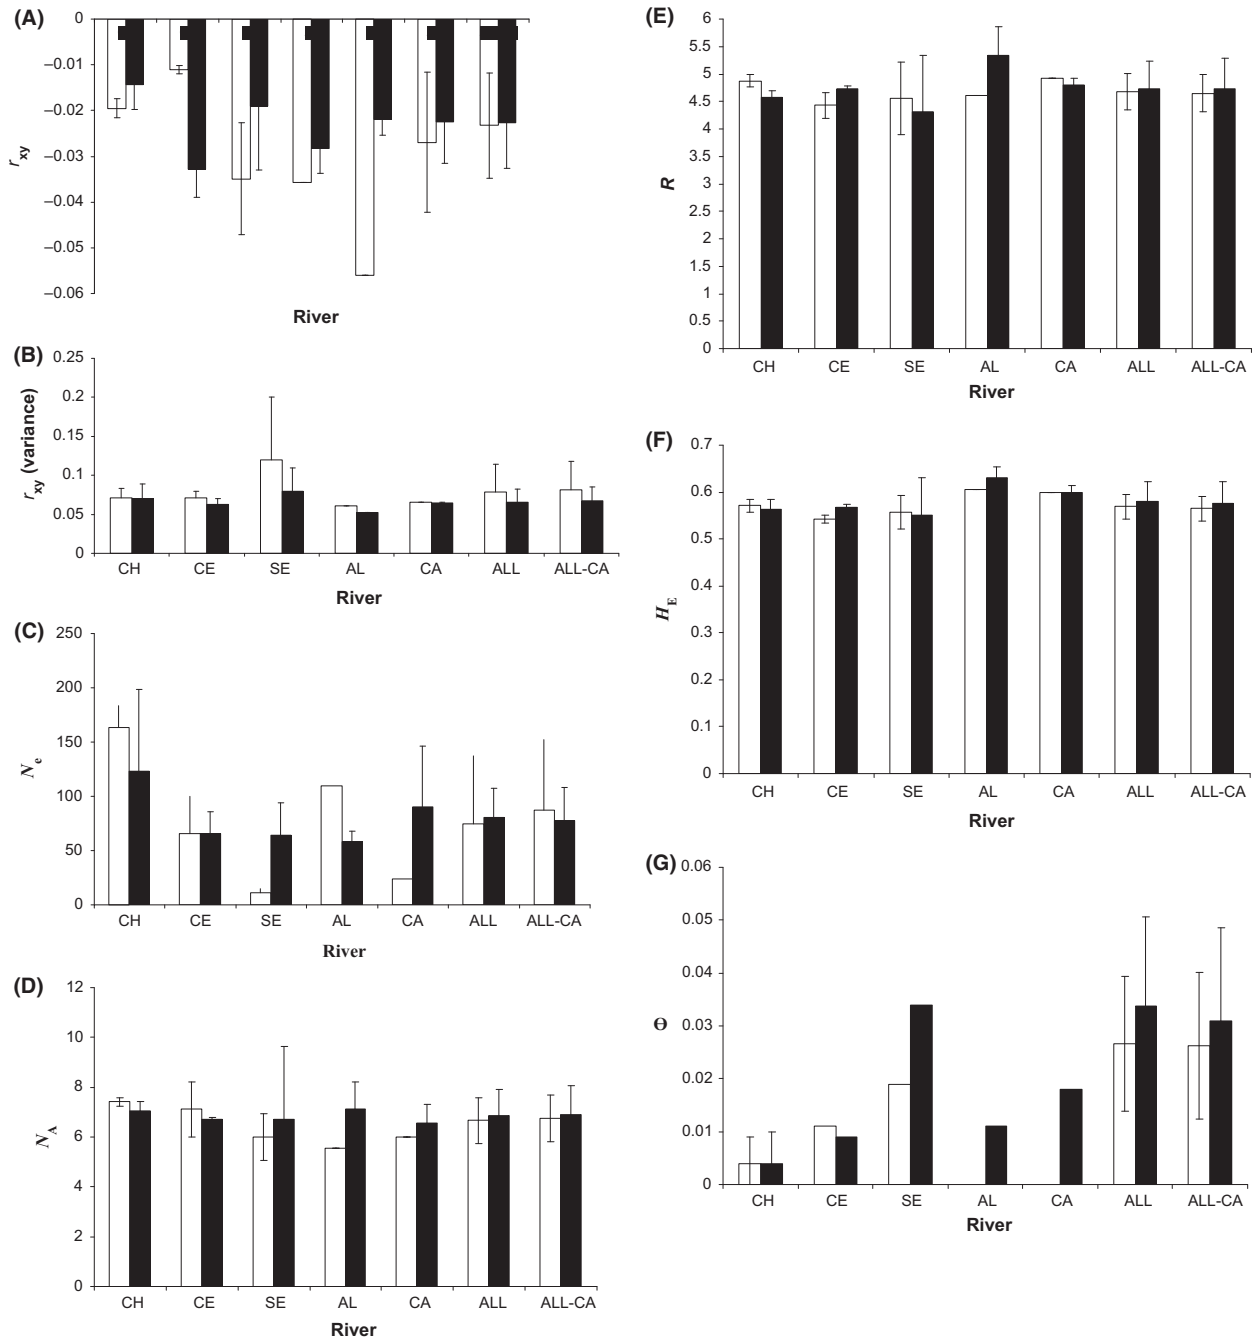 (A)
0
–0.01
–0.02
–0.03
–0.04
–0.05
–0.06
rxy
River
(B)
0.25
0.2
0.15
0.1
0.05
0
rxy (variance)
CH CE SE AL CA ALL ALL-CA
River
(C)
250
200
150
100
50
0
Ne
CH CE SE AL CA ALL ALL-CA
River
(D)
12
10
8
6
4
2
0
NA
CH CE SE AL CA ALL ALL-CA
River
(E)
6
5.5
5
4.5
4
3.5
3
2.5
2
1.5
1
0.5
0
R
CH CE SE AL CA ALL ALL-CA
River
(F)
0.7
0.6
0.5
0.4
0.3
0.2
0.1
0
HE
CH CE SE AL CA ALL ALL-CA
River
(G)
0.06
0.05
0.04
0.03
0.02
0.01
0
Θ
CH CE SE AL CA ALL ALL-CA
River